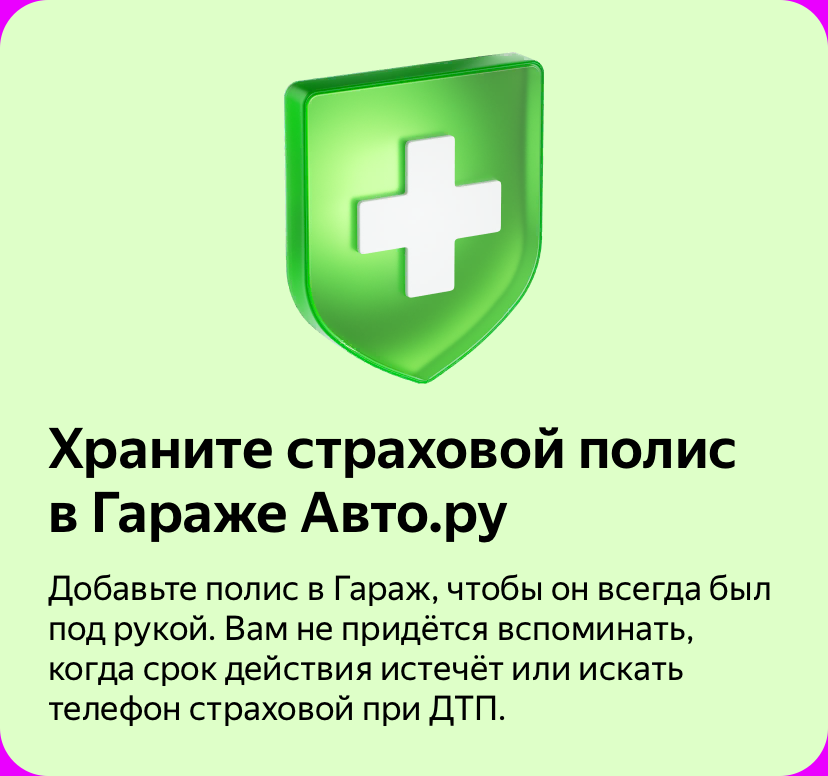 Храните страховой полис
в Гараже Авто.ру
Добавьте полис в Гараж, чтобы он всегда был
под рукой. Вам не придётся вспоминать,
когда срок действия истечёт или искать
телефон страховой при ДТП.